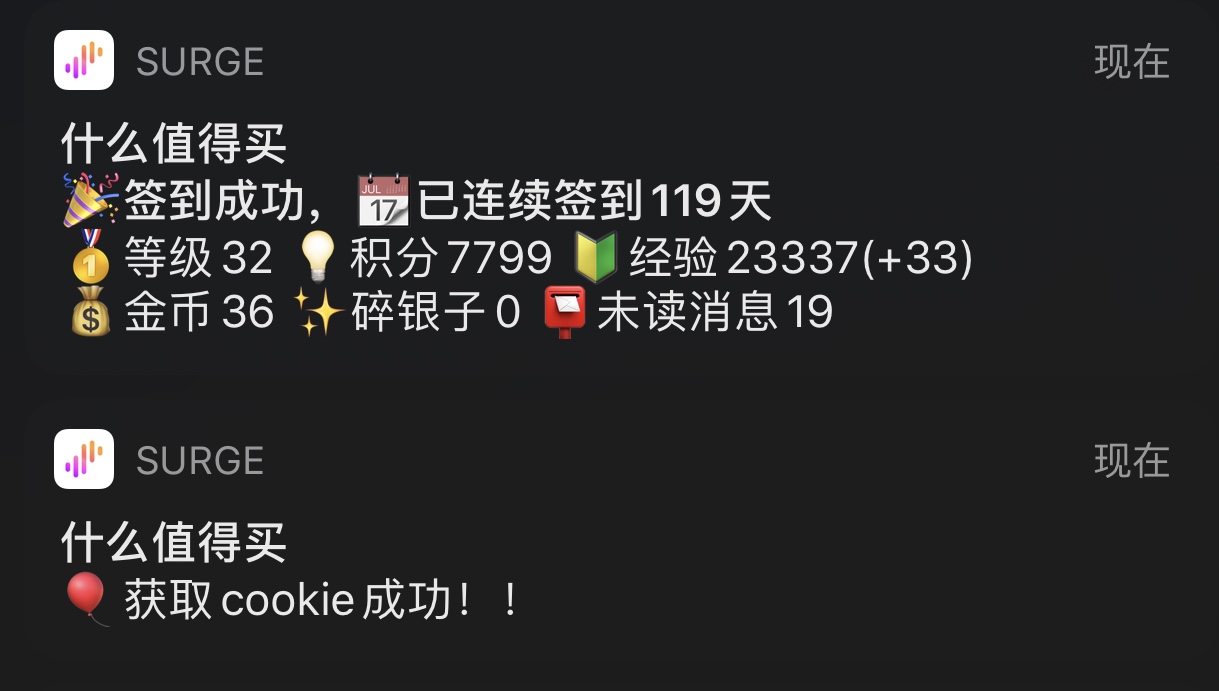 SURGE 现在
什么值得买
🎉签到成功，📅已连续签到119天
🥇等级32 💡积分7799 🔰经验23337(+33)
💰金币36 ✨碎银子0 📮未读消息19
SURGE 现在
什么值得买
🎈获取cookie成功！！